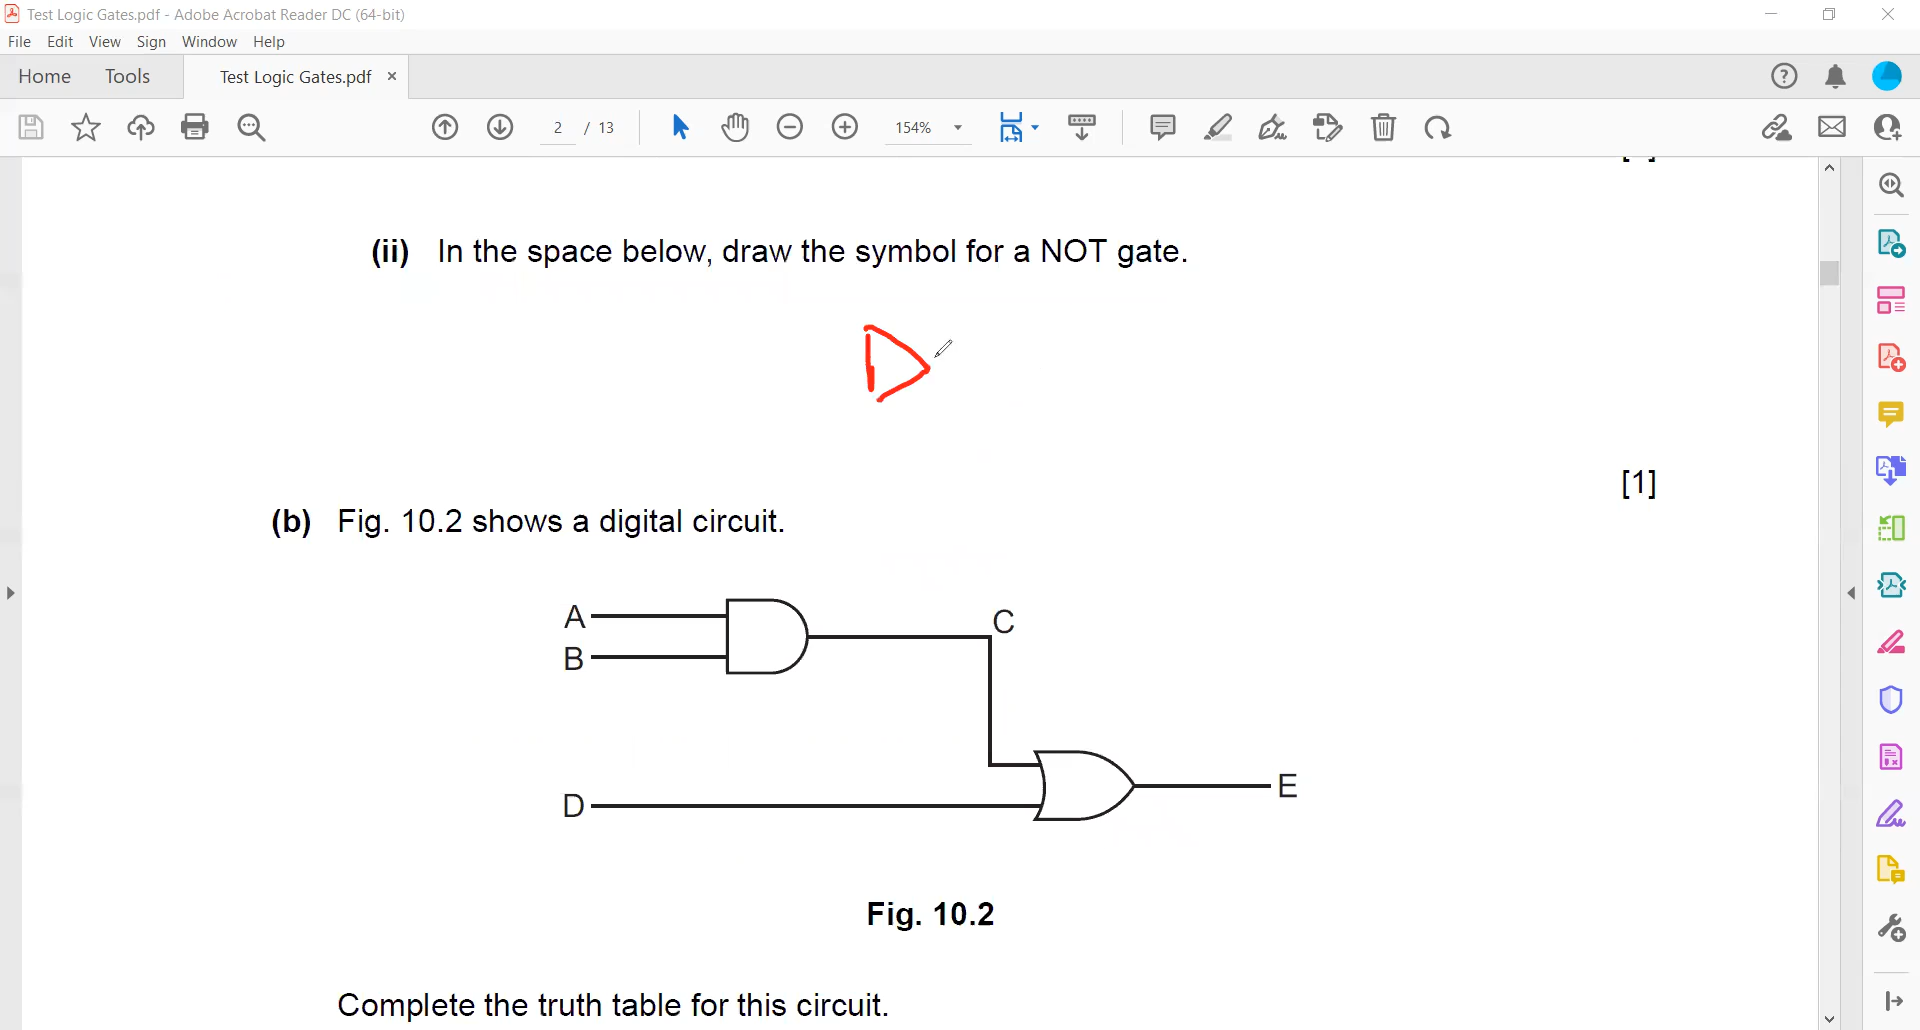 Test Logic Gates.pdf - Adobe Acrobat Reader DC (64-bit)
File Edit View Sign Window Help
Home Tools Test Logic Gates.pdf ×
2 / 13 154%
(ii) In the space below, draw the symbol for a NOT gate.
[1]
(b) Fig. 10.2 shows a digital circuit.
A
B
C
D
E
Fig. 10.2
Complete the truth table for this circuit.